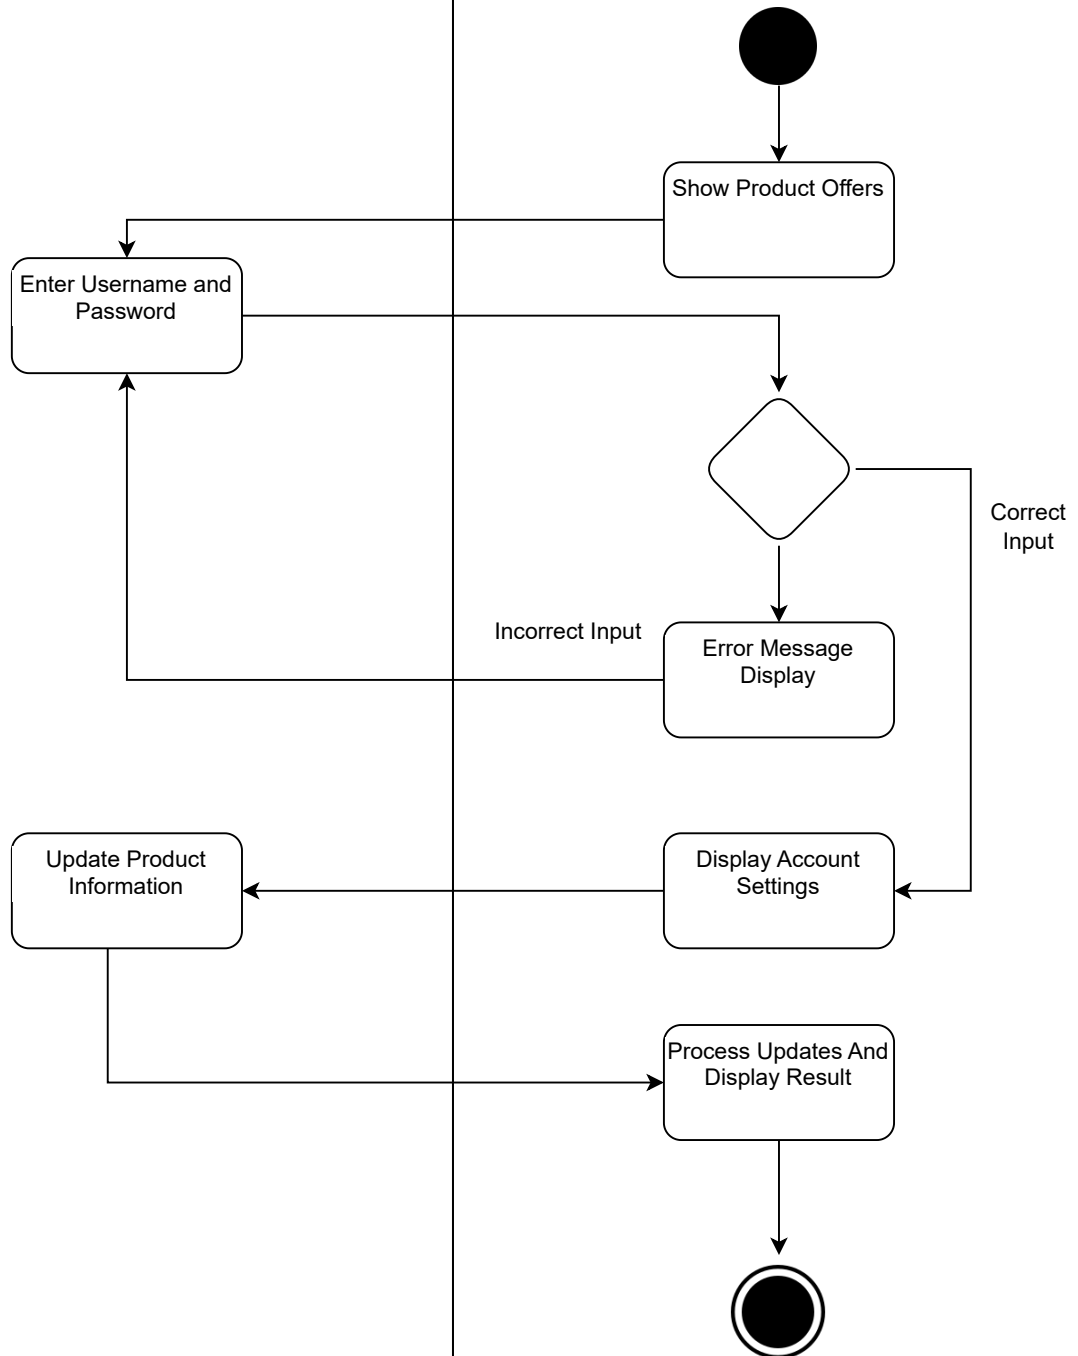 Show Product Offers
Enter Username and
Password
Correct
Input
Incorrect Input
Error Message
Display
Update Product
Information
Display Account
Settings
Process Updates And
Display Result